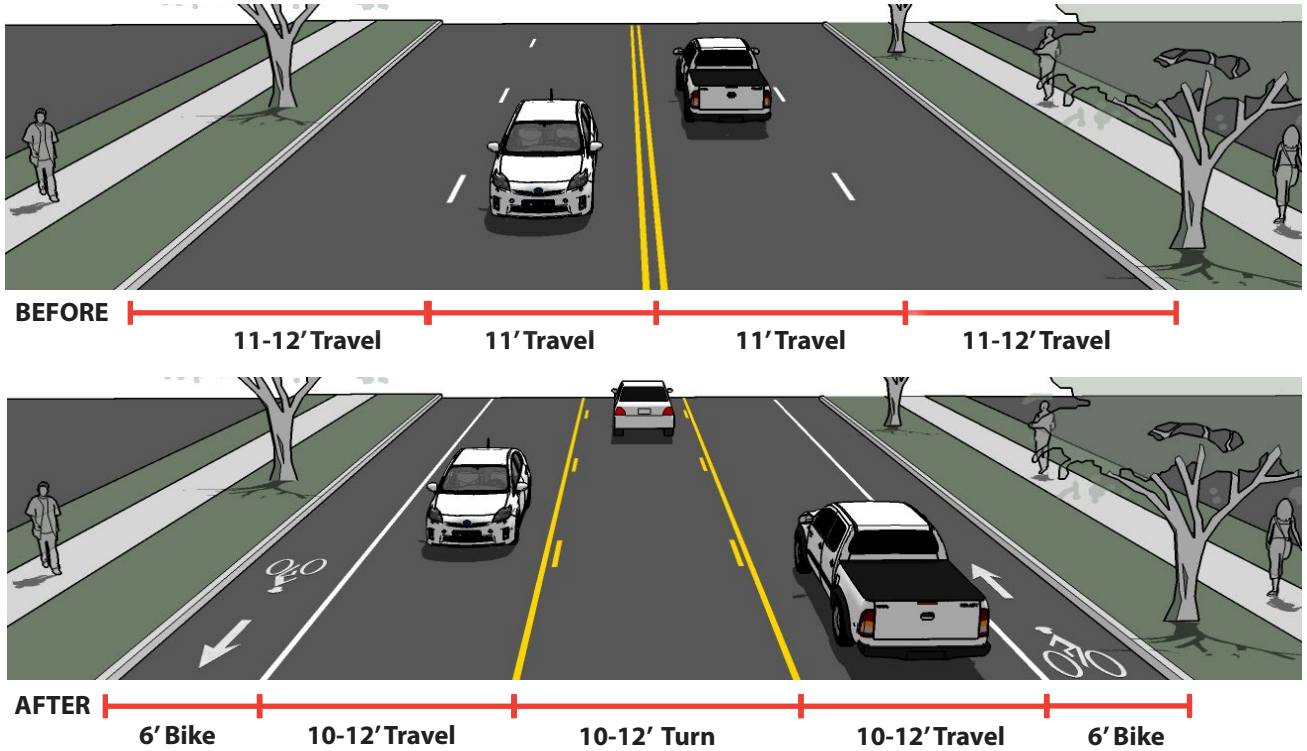 BEFORE
11-12' Travel 11' Travel 11' Travel 11-12' Travel
AFTER
6' Bike 10-12' Travel 10-12' Turn 10-12' Travel 6' Bike